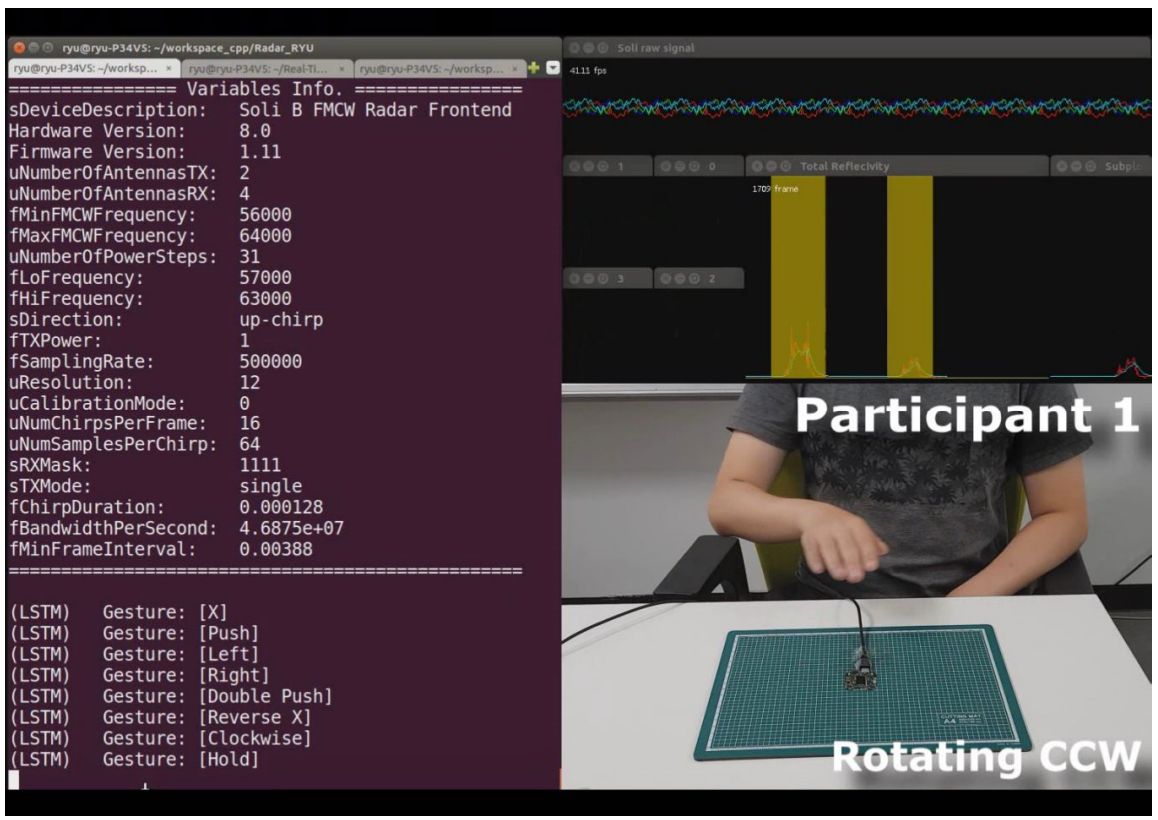 ryu@ryu-P34V5: ~/workspace_cpp/Radar_RYU
ryu@ryu-P34V5: ~/worksp... × ryu@ryu-P34V5: ~/Real-Ti... × ryu@ryu-P34V5: ~/worksp... ×
================ Variables Info. ================
sDeviceDescription: Soli B FMCW Radar Frontend
Hardware Version: 8.0
Firmware Version: 1.11
uNumberOfAntennasTX: 2
uNumberOfAntennasRX: 4
fMinFMCWFrequency: 56000
fMaxFMCWFrequency: 64000
uNumberOfPowerSteps: 31
fLoFrequency: 57000
fHiFrequency: 63000
sDirection: up-chirp
fTXPower: 1
fSamplingRate: 500000
uResolution: 12
uCalibrationMode: 0
uNumChirpsPerFrame: 16
uNumSamplesPerChirp: 64
sRXMask: 1111
sTXMode: single
fChirpDuration: 0.000128
fBandwidthPerSecond: 4.6875e+07
fMinFrameInterval: 0.00388
=================================================
(LSTM) Gesture: [X]
(LSTM) Gesture: [Push]
(LSTM) Gesture: [Left]
(LSTM) Gesture: [Right]
(LSTM) Gesture: [Double Push]
(LSTM) Gesture: [Reverse X]
(LSTM) Gesture: [Clockwise]
(LSTM) Gesture: [Hold]
Soli raw signal
41.11 fps
1 0 Total Reflecivity
1709 frame
3 2
Participant 1
CUTTING MAT
A4
Rotating CCW